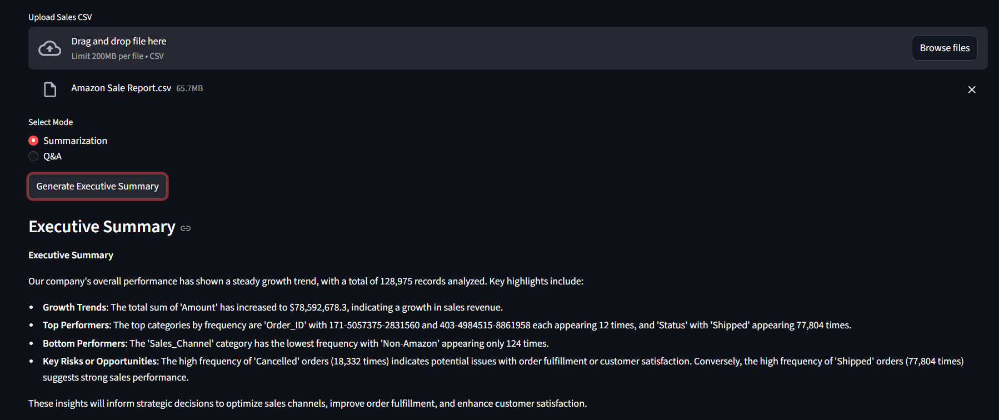 Upload Sales CSV
Drag and drop file here
Limit 200MB per file • CSV
Browse files
Amazon Sale Report.csv 65.7MB
Select Mode
Summarization
Q&A
Generate Executive Summary
Executive Summary
Executive Summary
Our company's overall performance has shown a steady growth trend, with a total of 128,975 records analyzed. Key highlights include:
• Growth Trends: The total sum of 'Amount' has increased to $78,592,678.3, indicating a growth in sales revenue.
• Top Performers: The top categories by frequency are 'Order_ID' with 171-5057375-2831560 and 403-4984515-8861958 each appearing 12 times, and 'Status' with 'Shipped' appearing 77,804 times.
• Bottom Performers: The 'Sales_Channel' category has the lowest frequency with 'Non-Amazon' appearing only 124 times.
• Key Risks or Opportunities: The high frequency of 'Cancelled' orders (18,332 times) indicates potential issues with order fulfillment or customer satisfaction. Conversely, the high frequency of 'Shipped' orders (77,804 times)
suggests strong sales performance.
These insights will inform strategic decisions to optimize sales channels, improve order fulfillment, and enhance customer satisfaction.